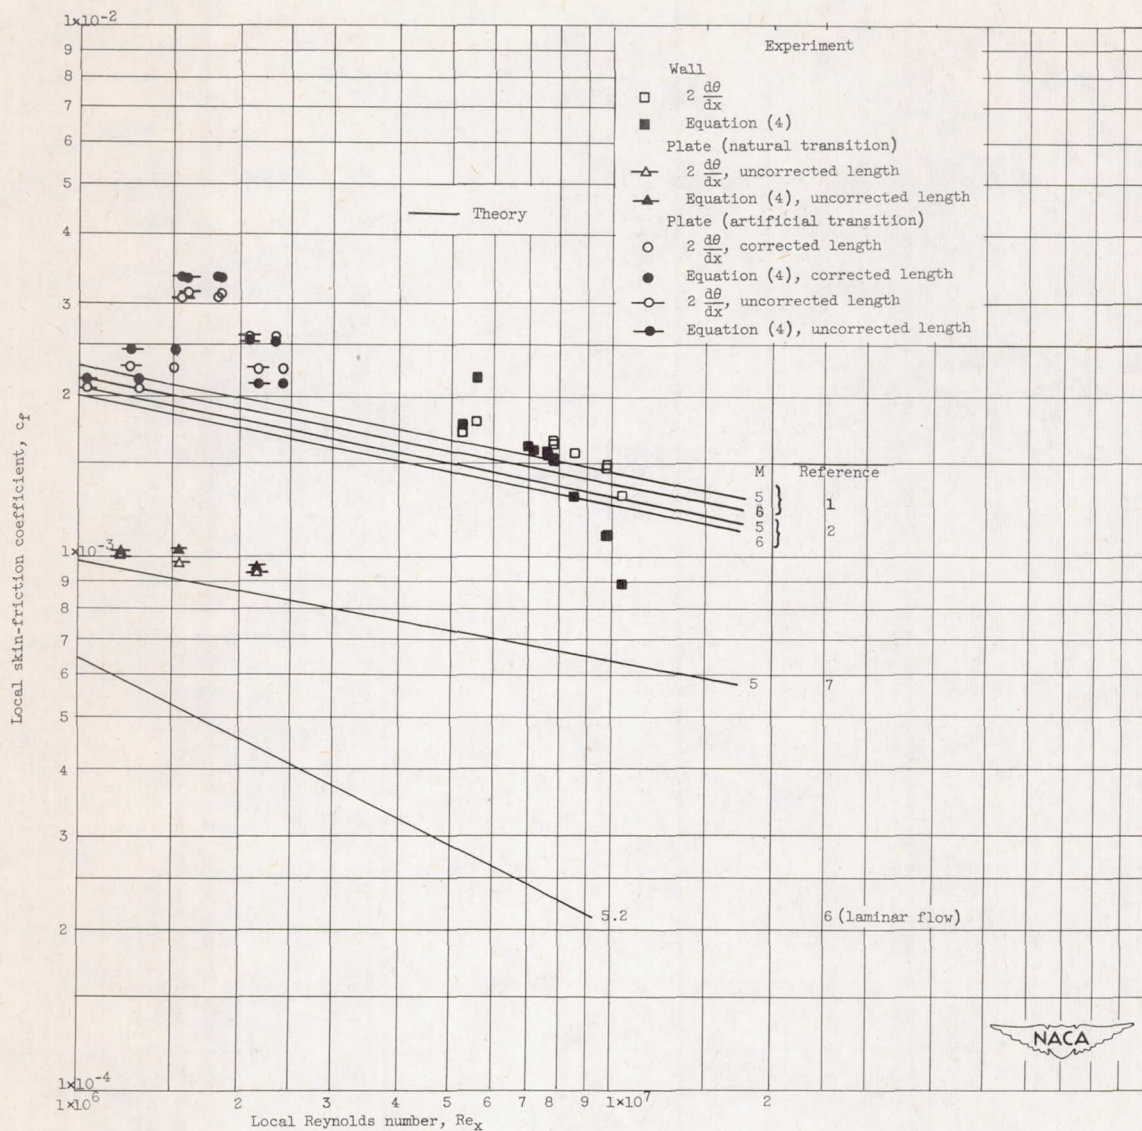 1×10⁻²
9
8
7
6
5
4
3
2
1×10⁻³
9
8
7
6
5
4
3
2
1×10⁻⁴
Local skin-friction coefficient, c_f
Experiment
Wall
2 dθ/dx
Equation (4)
Plate (natural transition)
2 dθ/dx, uncorrected length
Equation (4), uncorrected length
Plate (artificial transition)
2 dθ/dx, corrected length
Equation (4), corrected length
2 dθ/dx, uncorrected length
Equation (4), uncorrected length
Theory
M Reference
5
6 1
5
6 2
5 7
5.2 6 (laminar flow)
NACA
1×10⁶ 2 3 4 5 6 7 8 9 1×10⁷ 2
Local Reynolds number, Re_x